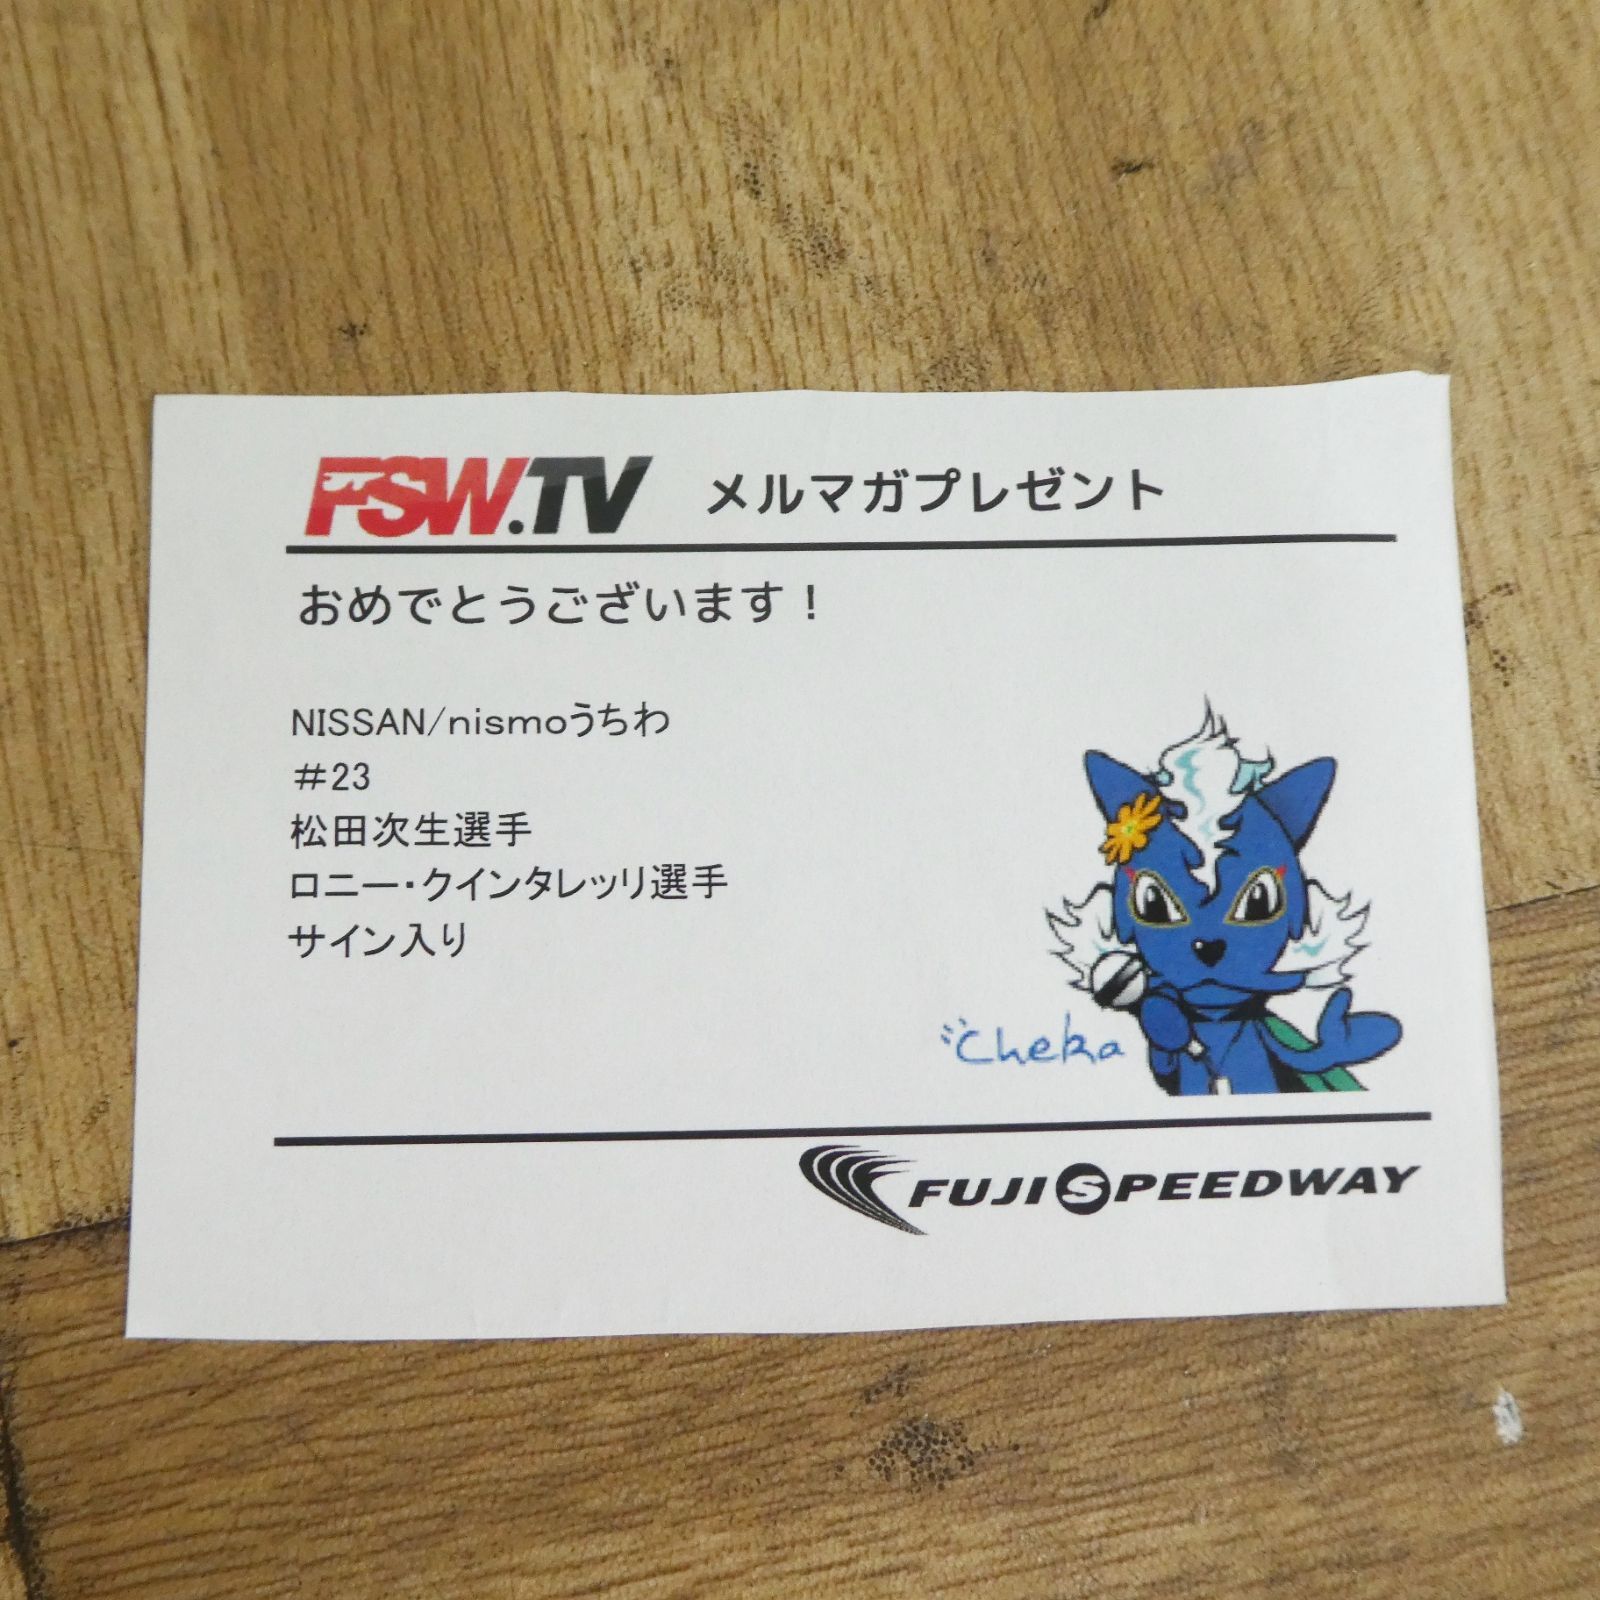 FSW.TV メルマガプレゼント
おめでとうございます！
NISSAN/nismoうちわ
＃23
松田次生選手
ロニー・クインタレッリ選手
サイン入り
Cheka
FUJI SPEEDWAY